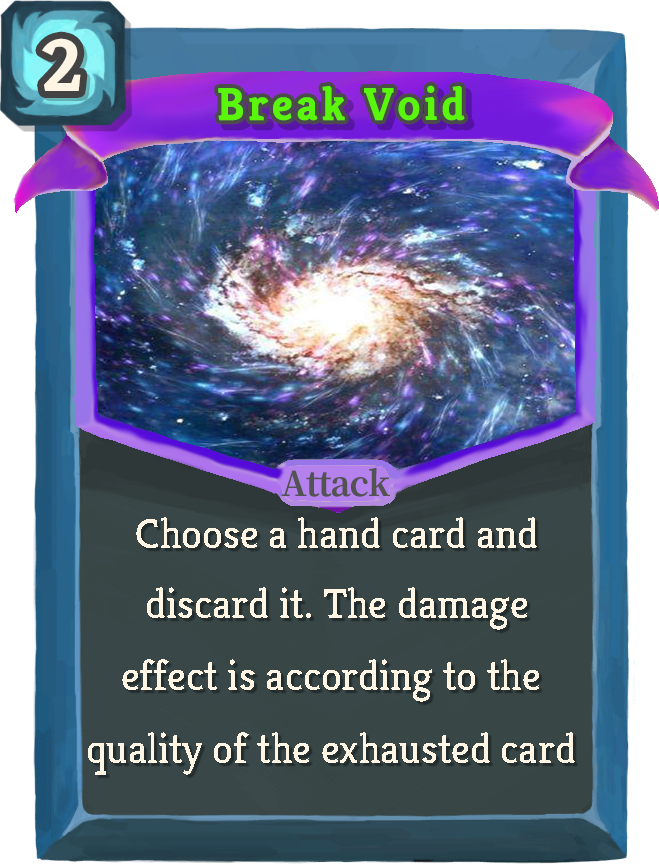 2
Break Void
Attack
Choose a hand card and
discard it. The damage
effect is according to the
quality of the exhausted card